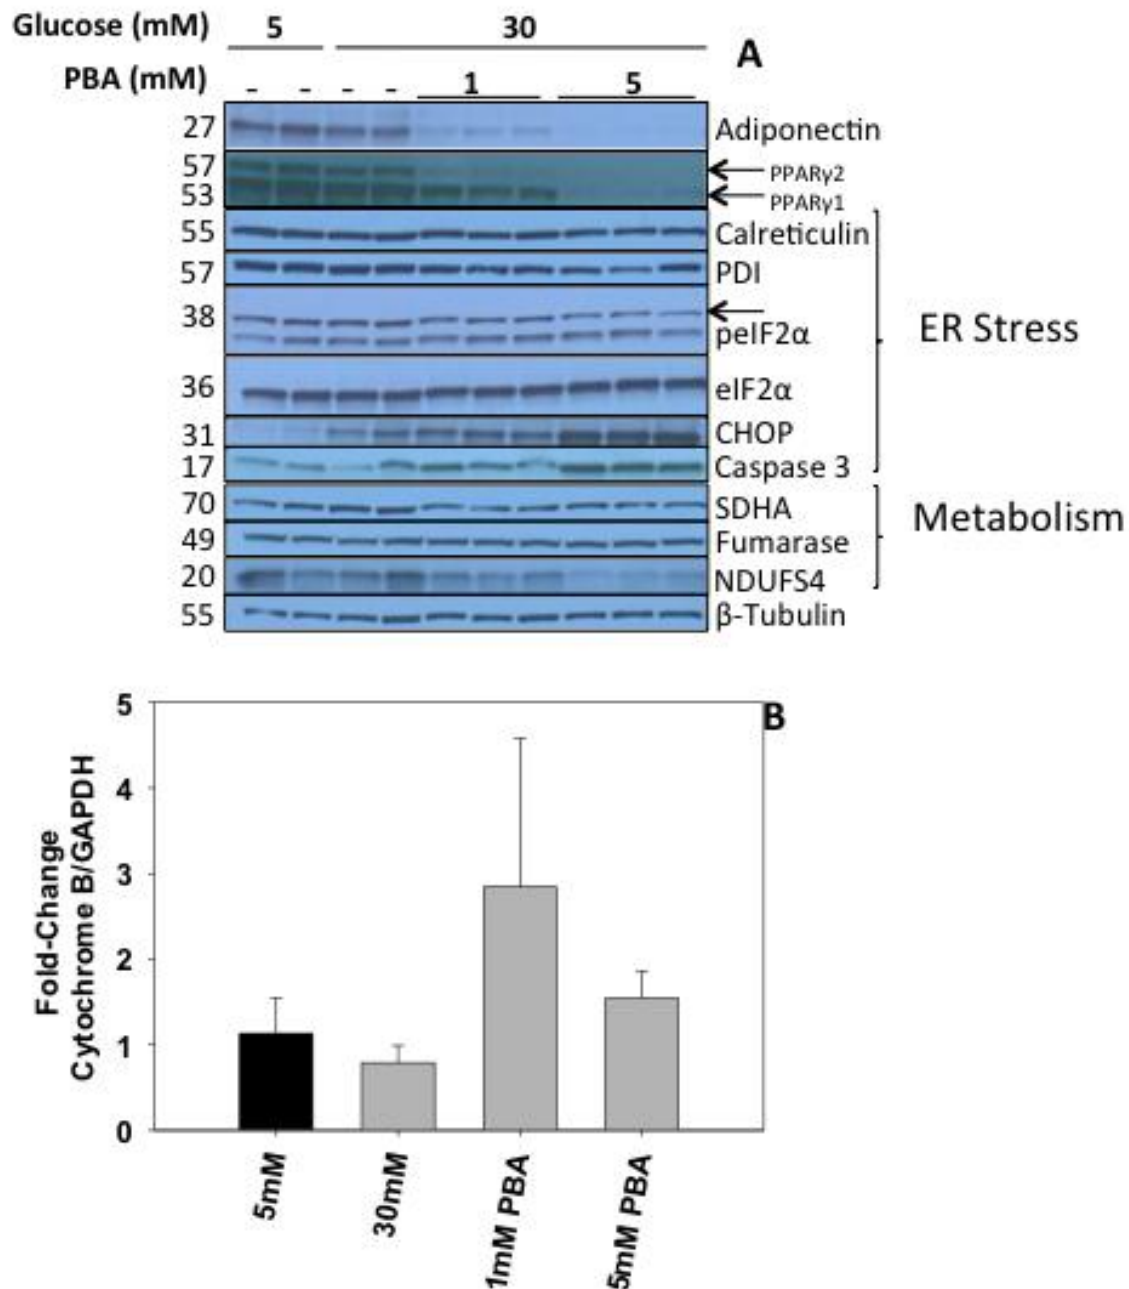 Glucose (mM) 5 30
A
PBA (mM) - - - - 1 5
27 Adiponectin
57 PPARγ2
53 PPARγ1
55 Calreticulin
57 PDI
38 peIF2α
ER Stress
36 eIF2α
31 CHOP
17 Caspase 3
70 SDHA
Metabolism
49 Fumarase
20 NDUFS4
55 β-Tubulin
B
Fold-Change
Cytochrome B/GAPDH
5
4
3
2
1
0
5mM
30mM
1mM PBA
5mM PBA